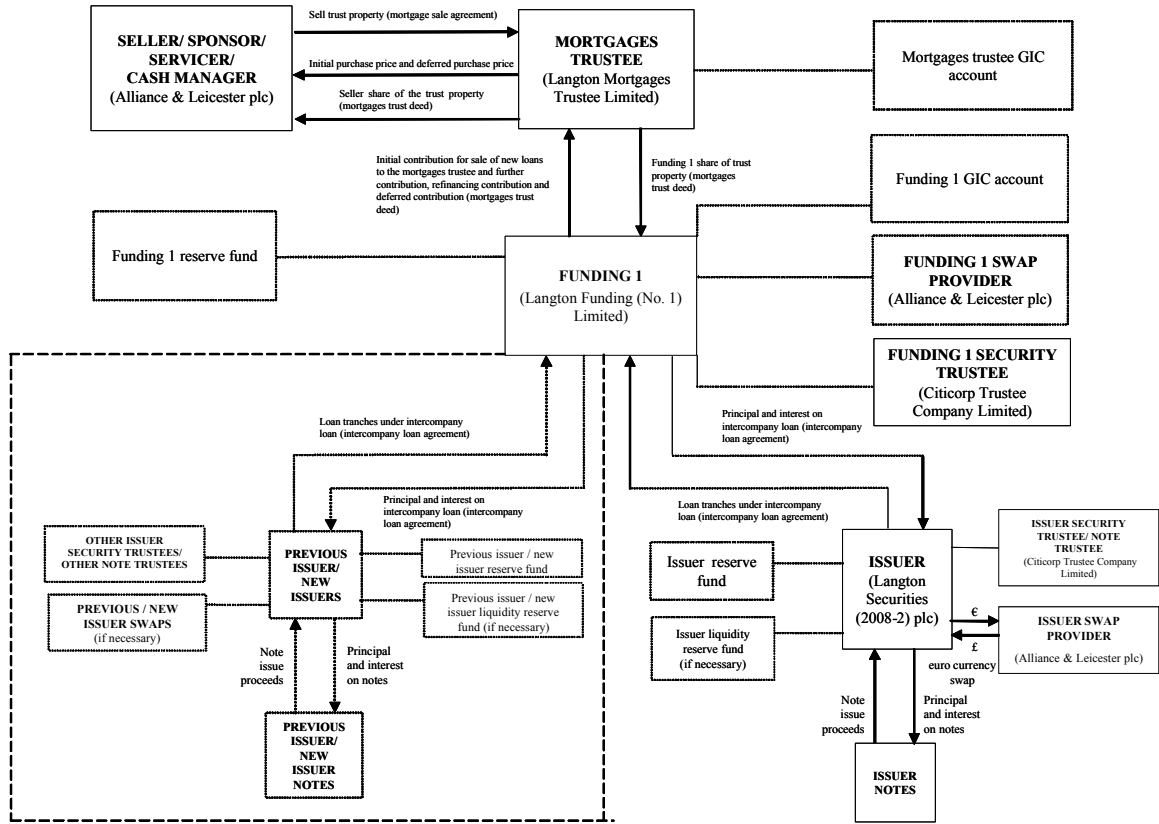 Sell trust property (mortgage sale agreement)
SELLER/ SPONSOR/
SERVICER/
CASH MANAGER
(Alliance & Leicester plc)
Initial purchase price and deferred purchase price
Seller share of the trust property
(mortgages trust deed)
MORTGAGES
TRUSTEE
(Langton Mortgages
Trustee Limited)
Mortgages trustee GIC
account
Initial contribution for sale of new loans
to the mortgages trustee and further
contribution, refinancing contribution and
deferred contribution (mortgages trust
deed)
Funding 1 share of trust
property (mortgages
trust deed)
Funding 1 GIC account
Funding 1 reserve fund
FUNDING 1
(Langton Funding (No. 1)
Limited)
FUNDING 1 SWAP
PROVIDER
(Alliance & Leicester plc)
FUNDING 1 SECURITY
TRUSTEE
(Citicorp Trustee
Company Limited)
Loan tranches under intercompany
loan (intercompany loan agreement)
Principal and interest on
intercompany loan (intercompany
loan agreement)
Principal and interest on
intercompany loan (intercompany
loan agreement)
Loan tranches under intercompany
loan (intercompany loan agreement)
OTHER ISSUER
SECURITY TRUSTEES/
OTHER NOTE TRUSTEES
PREVIOUS / NEW
ISSUER SWAPS
(if necessary)
PREVIOUS
ISSUER/
NEW
ISSUERS
Previous issuer / new
issuer reserve fund
Previous issuer / new
issuer liquidity reserve
fund (if necessary)
Note
issue
proceeds
Principal
and interest
on notes
PREVIOUS
ISSUER/
NEW
ISSUER
NOTES
Issuer reserve
fund
Issuer liquidity
reserve fund
(if necessary)
ISSUER
(Langton
Securities
(2008-2) plc)
ISSUER SECURITY
TRUSTEE/ NOTE
TRUSTEE
(Citicorp Trustee Company
Limited)
€
£
euro currency
swap
ISSUER SWAP
PROVIDER
(Alliance & Leicester plc)
Note
issue
proceeds
Principal
and interest
on notes
ISSUER
NOTES